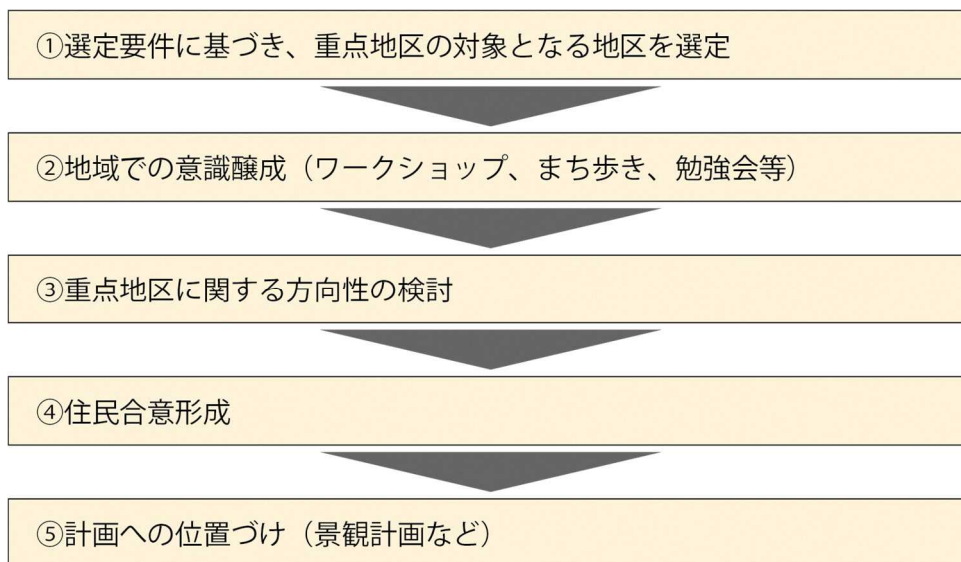 ①選定要件に基づき、重点地区の対象となる地区を選定
②地域での意識醸成（ワークショップ、まち歩き、勉強会等）
③重点地区に関する方向性の検討
④住民合意形成
⑤計画への位置づけ（景観計画など）